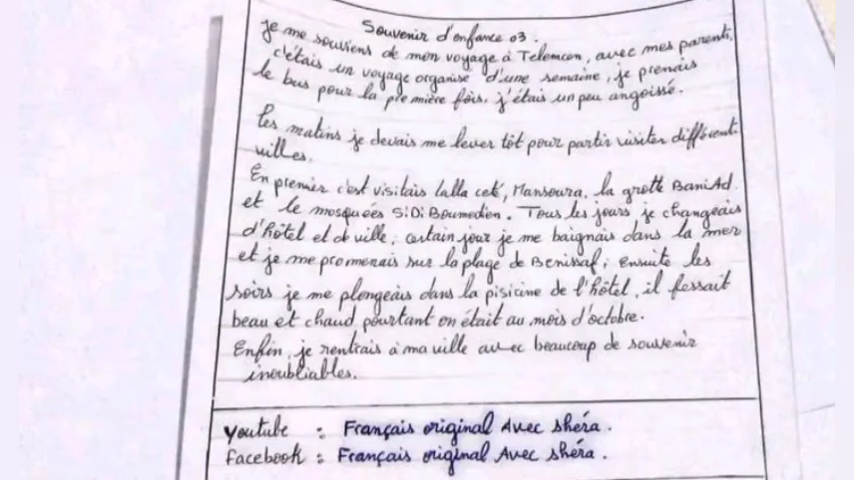 Souvenir d'enfance 03.
je me souviens de mon voyage à Telemcen, avec mes parents,
c'étais un voyage organisé d'une semaine, je prenais
le bus pour la première fois, j'étais un peu angoissé.
Les matins je devais me lever tôt pour partir visiter différent
villes.
En premier c'est visitais lalla ceté, Mansoura, la grotte BaniAd
et le mosquées SiDi Boumedien. Tous les jours je changeais
d'hôtel et de ville, certain jour je me baignais dans la mer
et je me promenais sur la plage de Benissaf; ensuite les
soirs je me plongeais dans la pisicine de l'hôtel, il fessait
beau et chaud pourtant on était au mois d'octobre.
Enfin, je rentrais à ma ville avec beaucoup de souvenir
inoubliables.
youtube : Français original Avec shéra.
facebook : Français original Avec shéra.